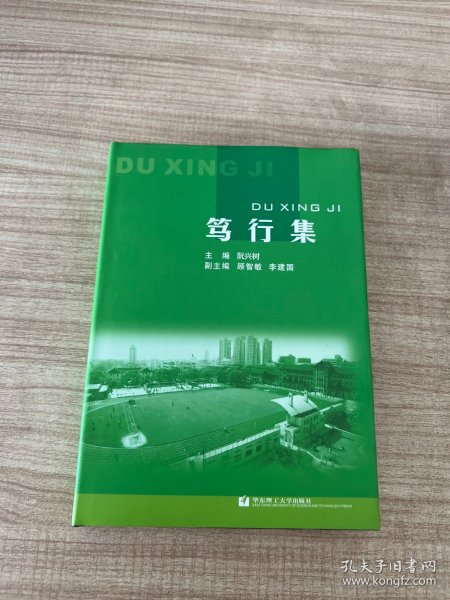 DU XING JI
DU XING JI
笃行集
主 编 阮兴树
副主编 顾智敏 李建国
华东理工大学出版社
EAST CHINA UNIVERSITY OF SCIENCE AND TECHNOLOGY PRESS
孔夫子旧书网
www.kongfz.com